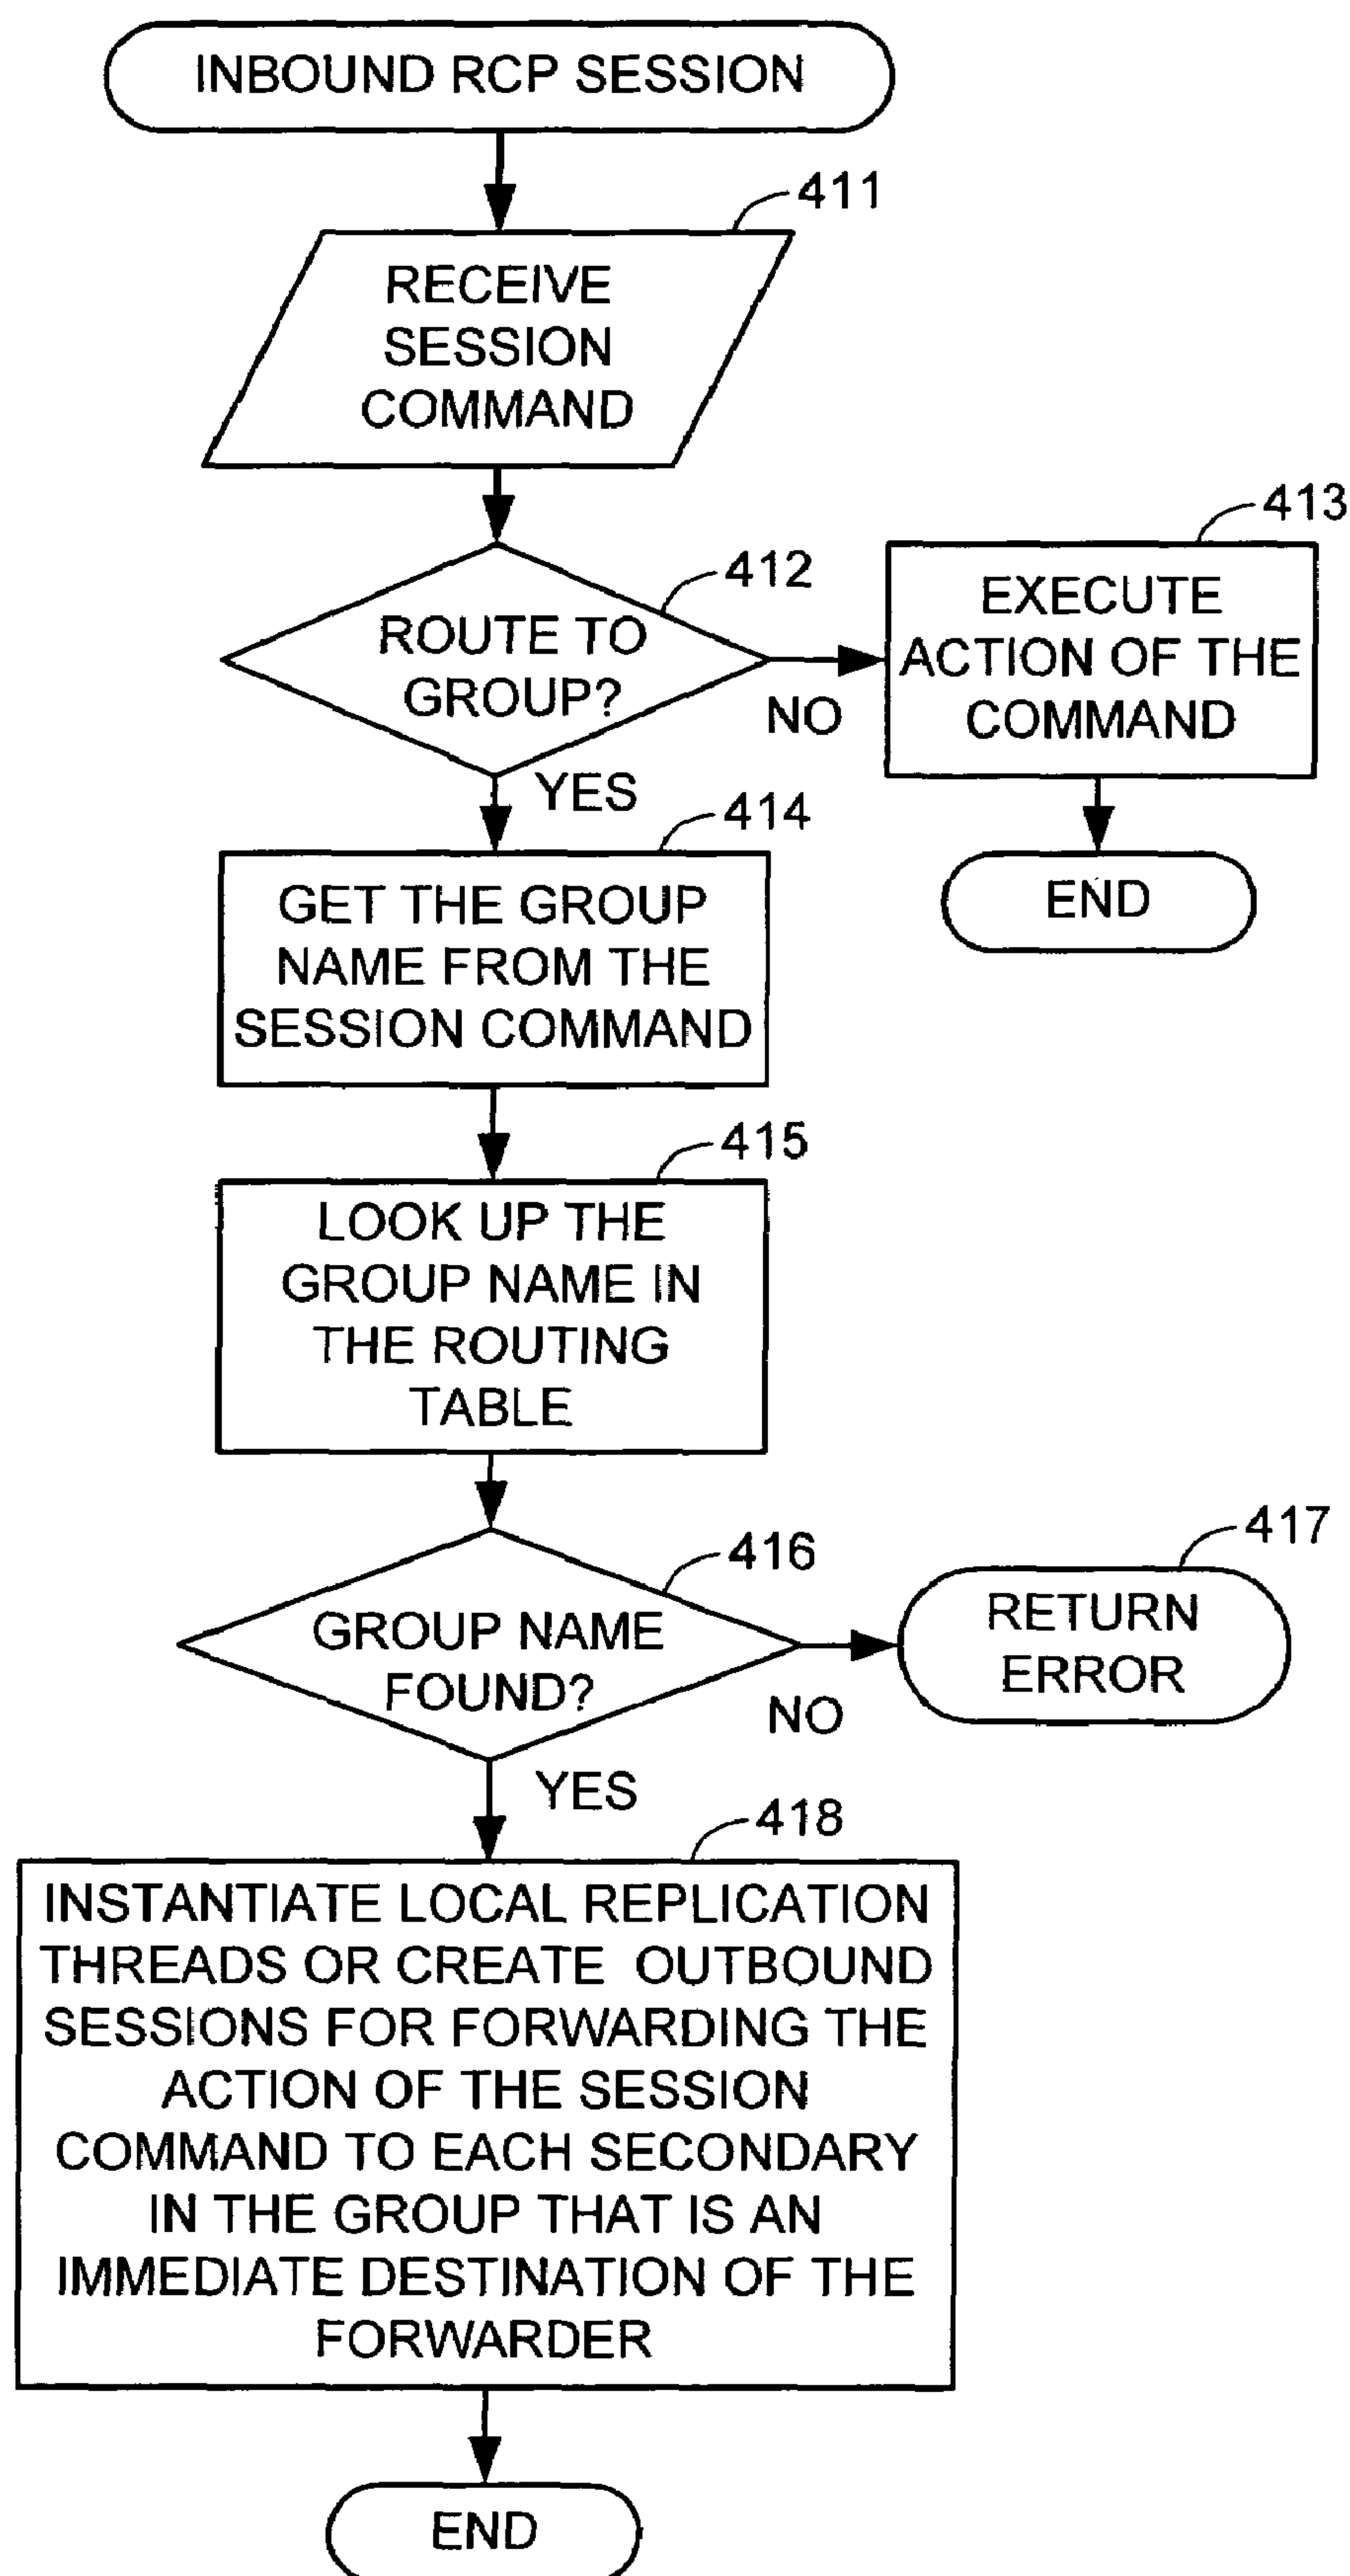 INBOUND RCP SESSION
411
RECEIVE
SESSION
COMMAND
412
ROUTE TO
GROUP?
NO
YES
413
EXECUTE
ACTION OF THE
COMMAND
END
414
GET THE GROUP
NAME FROM THE
SESSION COMMAND
415
LOOK UP THE
GROUP NAME IN
THE ROUTING
TABLE
416
GROUP NAME
FOUND?
NO
YES
417
RETURN
ERROR
418
INSTANTIATE LOCAL REPLICATION
THREADS OR CREATE OUTBOUND
SESSIONS FOR FORWARDING THE
ACTION OF THE SESSION
COMMAND TO EACH SECONDARY
IN THE GROUP THAT IS AN
IMMEDIATE DESTINATION OF THE
FORWARDER
END